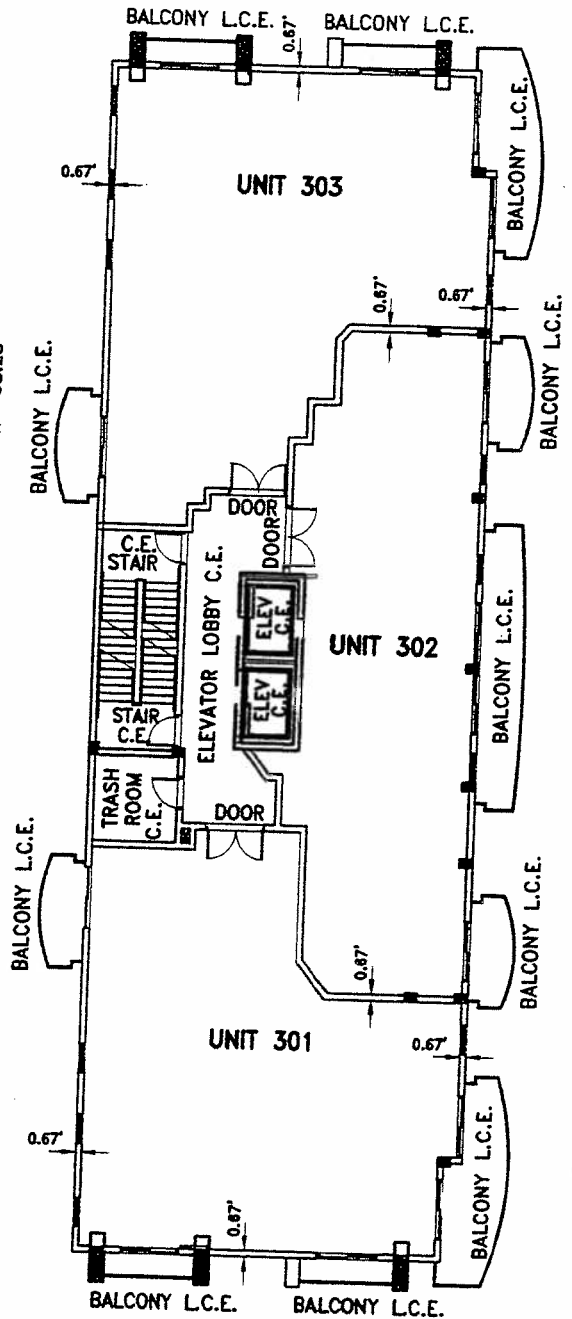 BALCONY L.C.E.
BALCONY L.C.E.
0.67'
BALCONY L.C.E.
0.67'
UNIT 303
0.67'
0.67'
BALCONY L.C.E.
BALCONY L.C.E.
DOOR
DOOR
C.E.
STAIR
ELEVATOR LOBBY C.E.
ELEV
C.E.
ELEV
C.E.
UNIT 302
BALCONY L.C.E.
STAIR
C.E.
TRASH
ROOM
C.E.
DOOR
BALCONY L.C.E.
BALCONY L.C.E.
0.67'
UNIT 301
0.67'
0.67'
BALCONY L.C.E.
0.67'
BALCONY L.C.E.
BALCONY L.C.E.